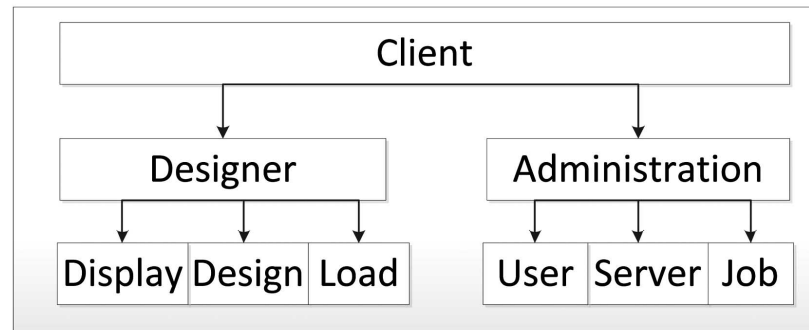 Client
Designer
Administration
Display Design Load
User Server Job